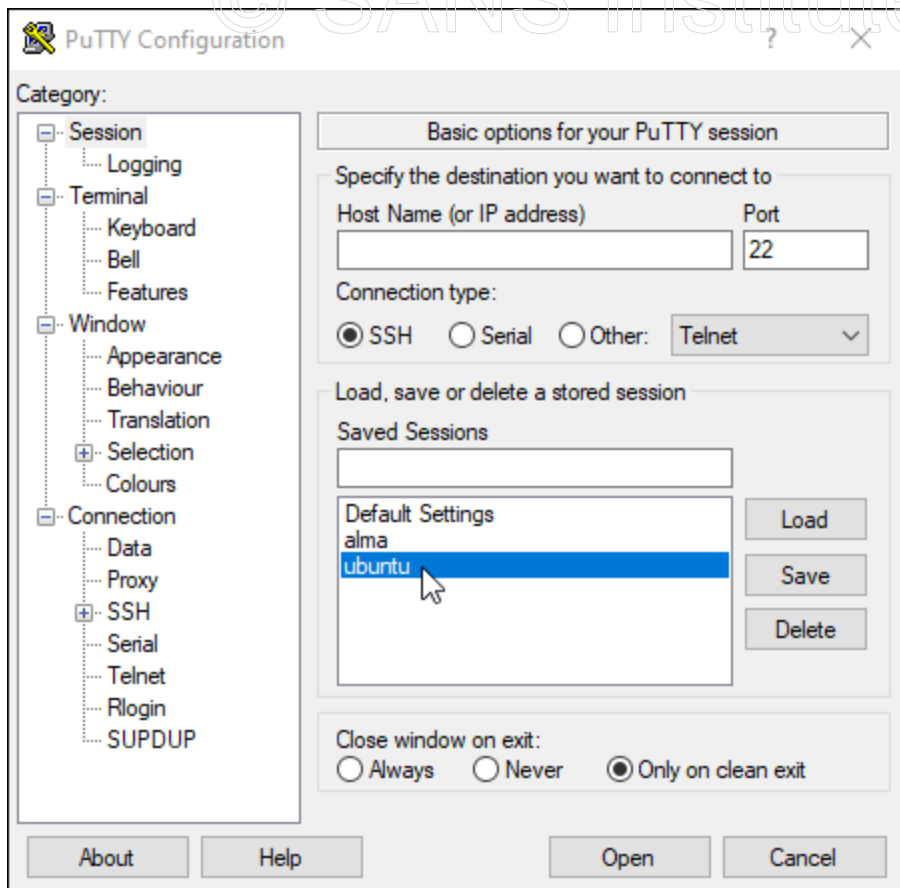 © SANS Institute
PuTTY Configuration
?
Category:
Session
Logging
Terminal
Keyboard
Bell
Features
Window
Appearance
Behaviour
Translation
Selection
Colours
Connection
Data
Proxy
SSH
Serial
Telnet
Rlogin
SUPDUP
Basic options for your PuTTY session
Specify the destination you want to connect to
Host Name (or IP address) Port
22
Connection type:
SSH Serial Other: Telnet
Load, save or delete a stored session
Saved Sessions
Default Settings
alma
ubuntu
Load
Save
Delete
Close window on exit:
Always Never Only on clean exit
About Help Open Cancel